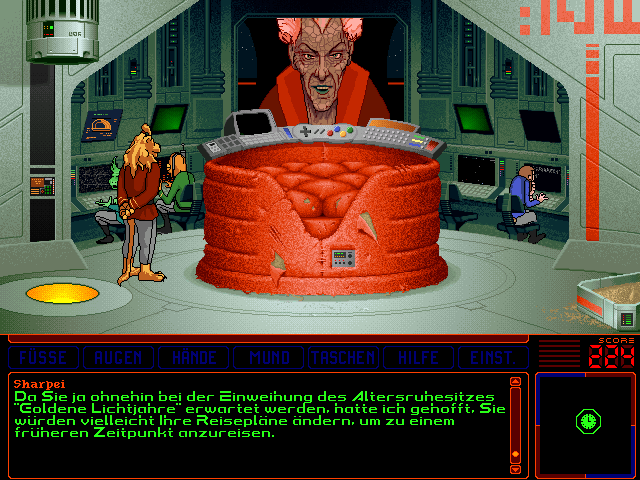 SCORE
224
FÜSSE AUGEN HÄNDE MUND TASCHEN HILFE EINST.
Sharpei
Da Sie ja ohnehin bei der Einweihung des Altersruhesitzes
"Goldene Lichtjahre" erwartet werden, hatte ich gehofft, Sie
würden vielleicht Ihre Reisepläne ändern, um zu einem
früheren Zeitpunkt anzureisen.